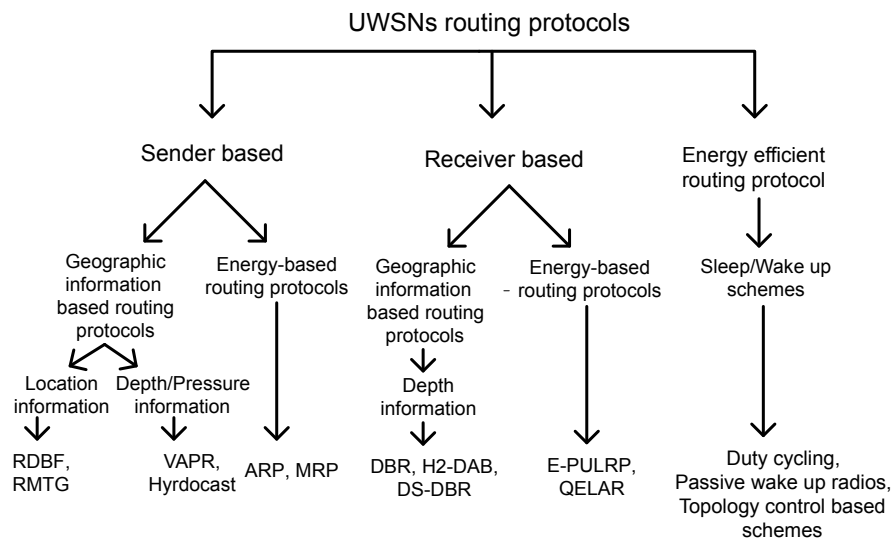 UWSNs routing protocols
Sender based
Receiver based
Energy efficient
routing protocol
Geographic
information
based routing
protocols
Energy-based
routing protocols
Geographic
information
based routing
protocols
Energy-based
- routing protocols
Sleep/Wake up
schemes
Location
information
Depth/Pressure
information
Depth
information
RDBF,
RMTG
VAPR,
Hyrdocast
ARP, MRP
DBR, H2-DAB,
DS-DBR
E-PULRP,
QELAR
Duty cycling,
Passive wake up radios,
Topology control based
schemes